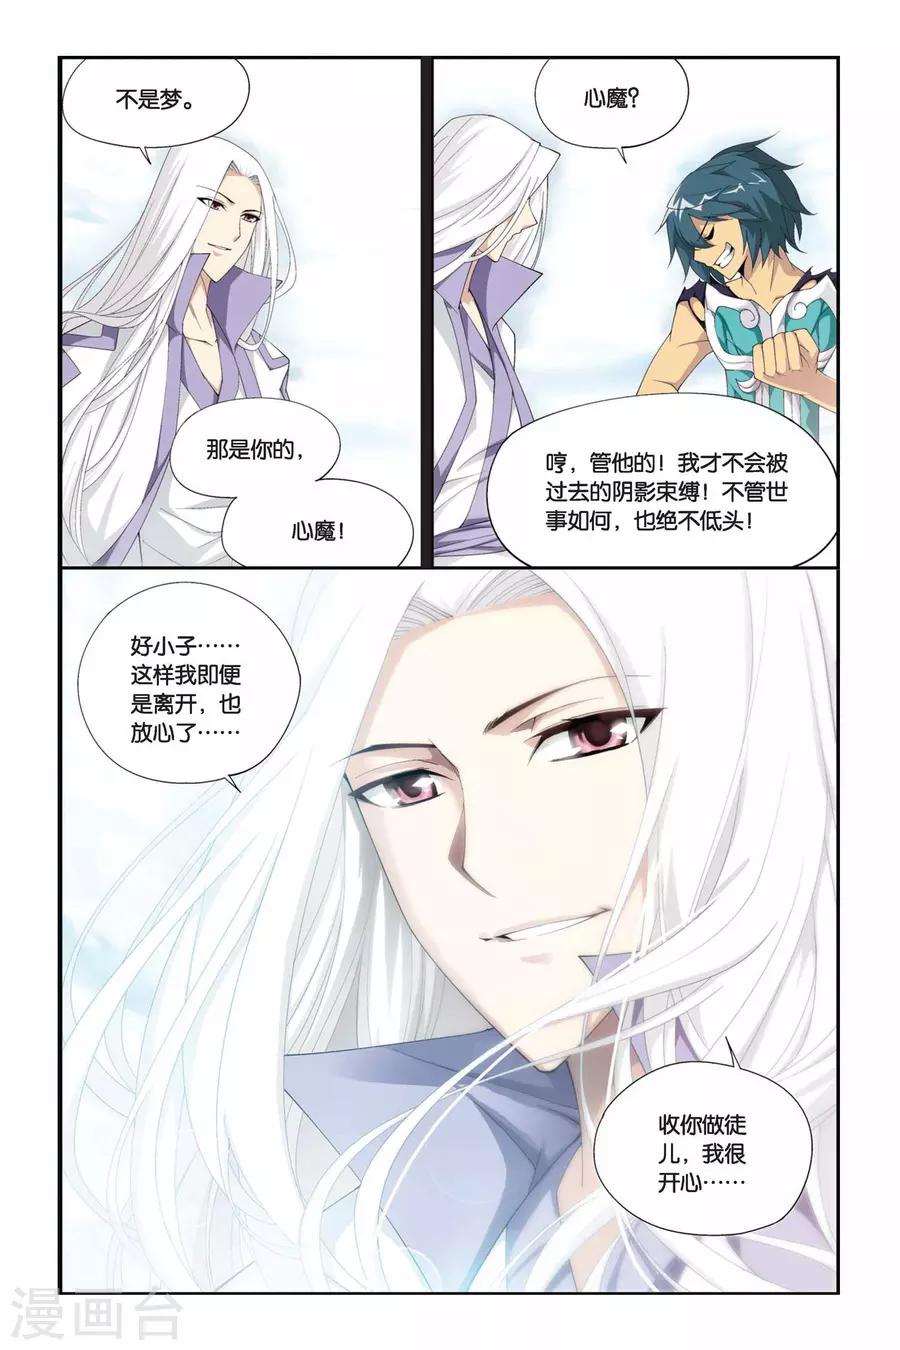 不是梦。
那是你的，
心魔！
心魔？
哼，管他的！我才不会被
过去的阴影束缚！不管世
事如何，也绝不低头！
好小子……
这样我即便
是离开，也
放心了……
收你做徒
儿，我很
开心……
漫画台